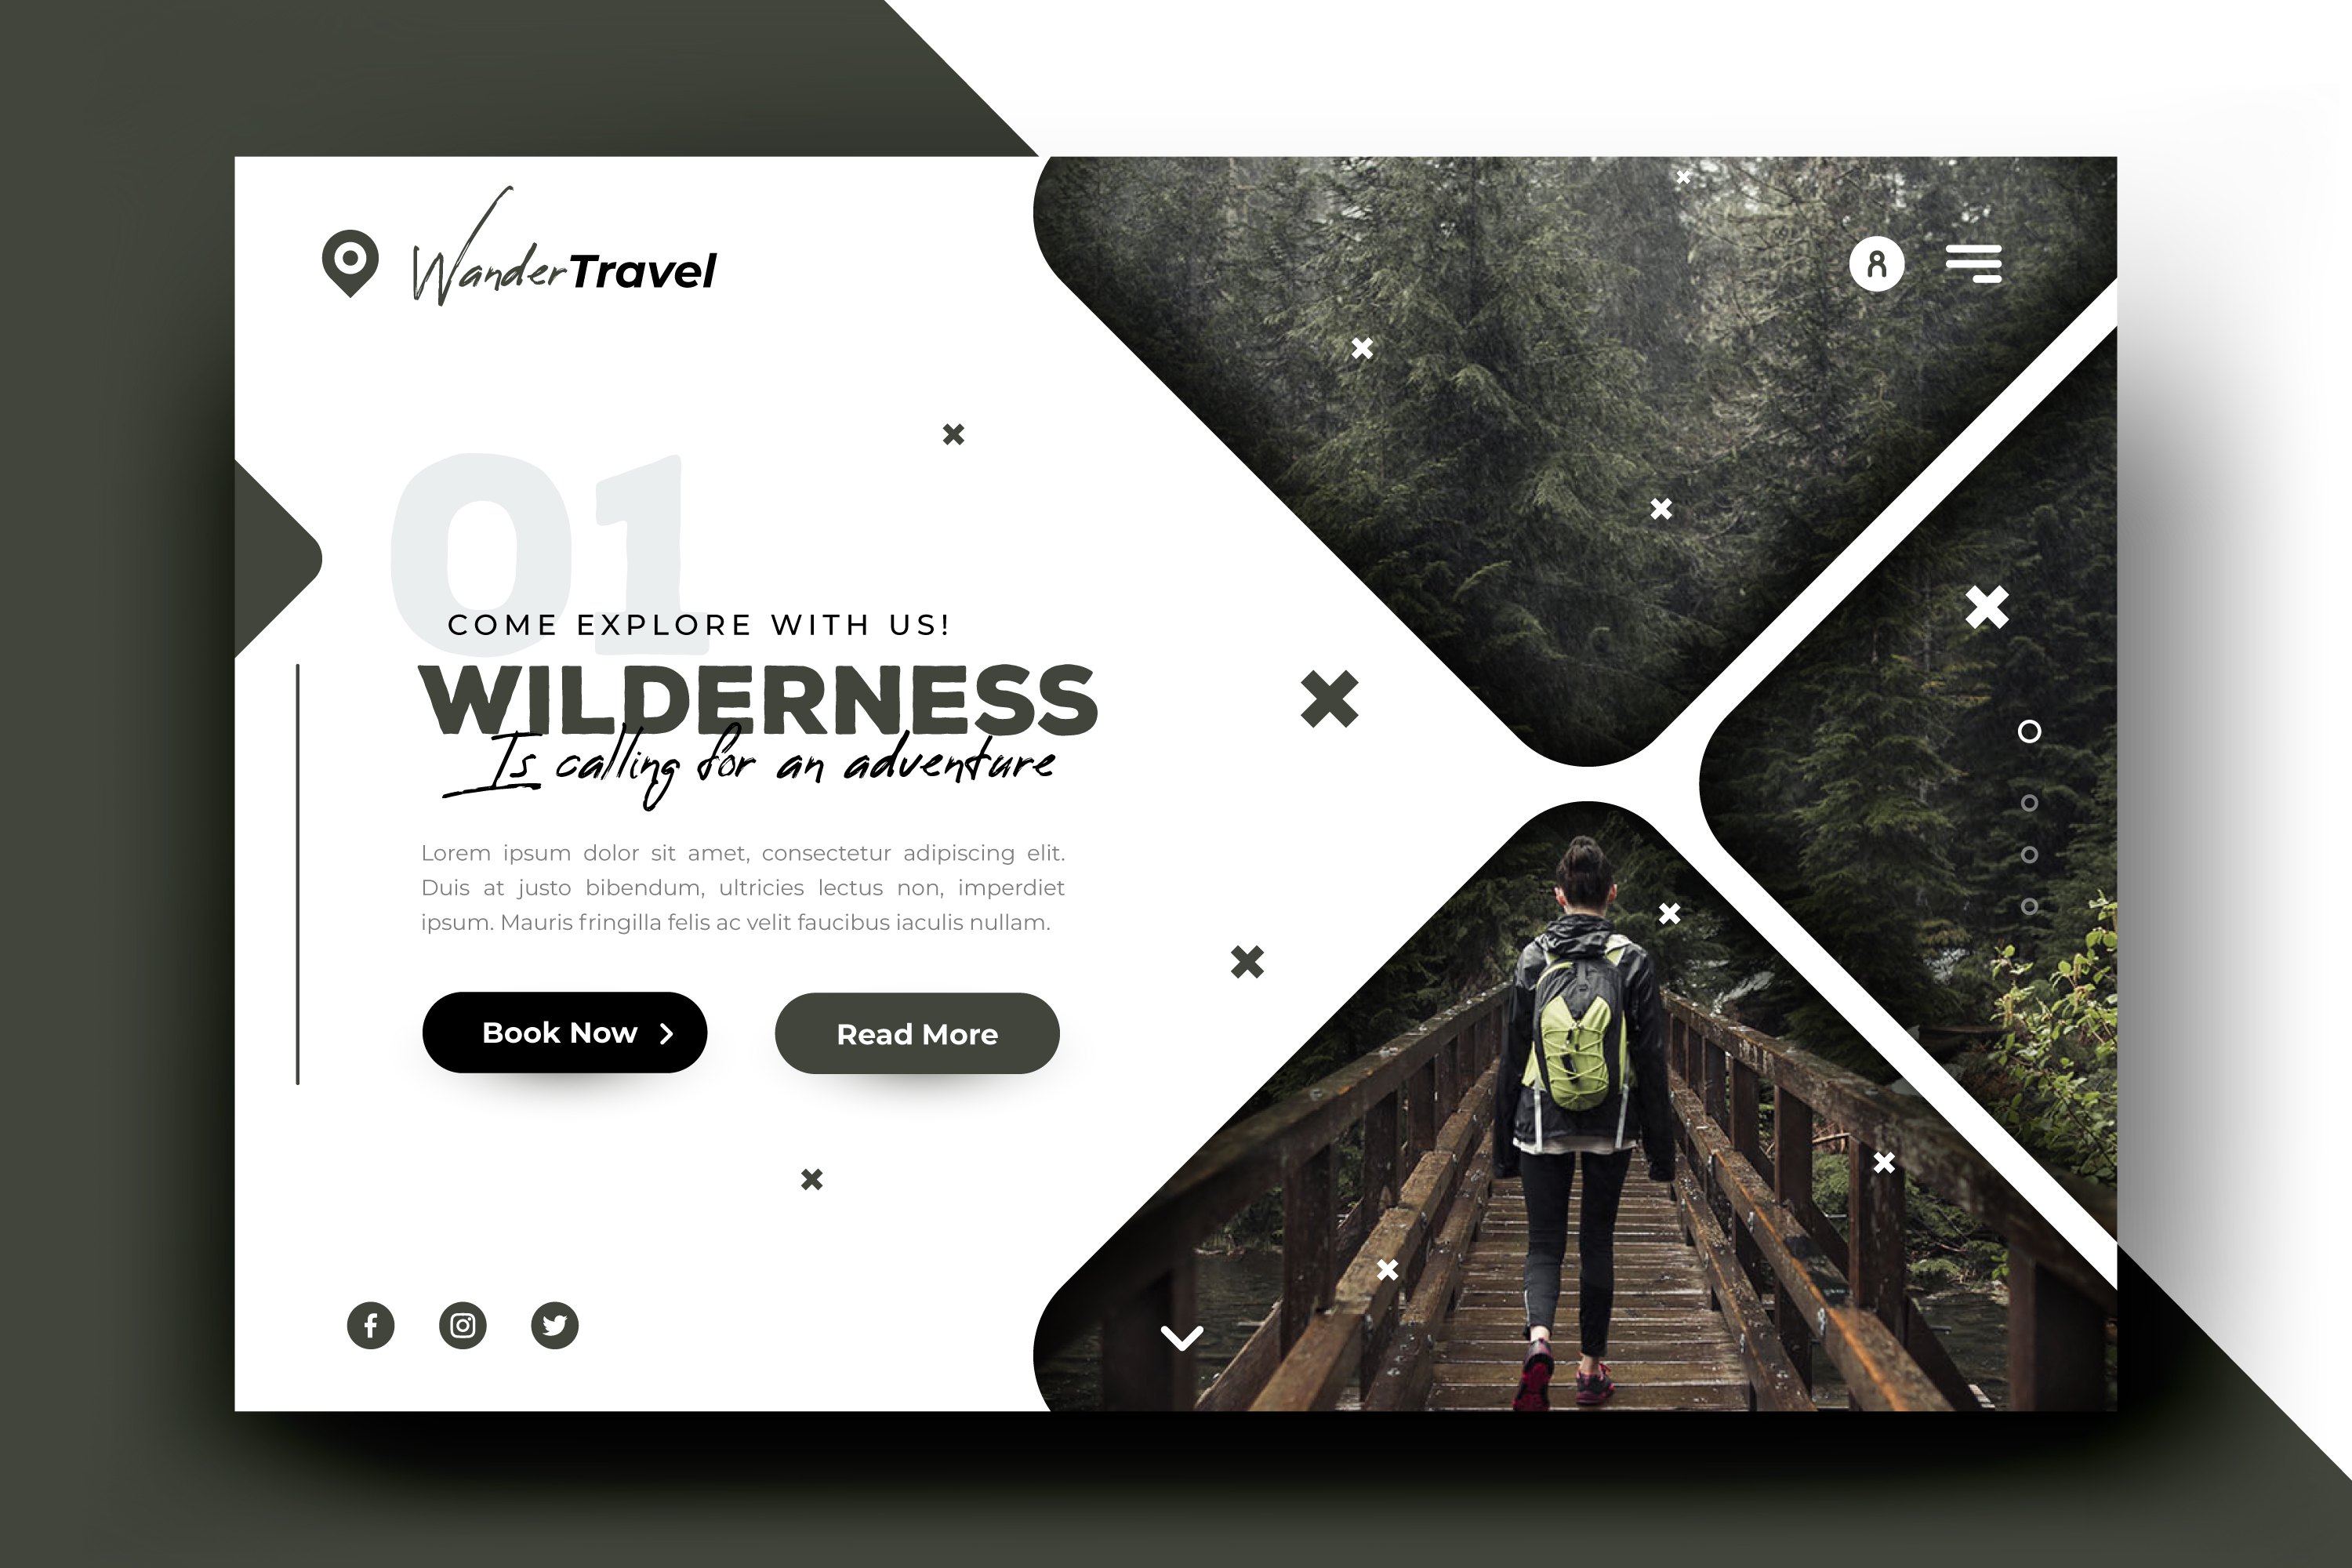 WanderTravel
01
COME EXPLORE WITH US!
WILDERNESS
Is calling for an adventure
Lorem ipsum dolor sit amet, consectetur adipiscing elit.
Duis at justo bibendum, ultricies lectus non, imperdiet
ipsum. Mauris fringilla felis ac velit faucibus iaculis nullam.
Book Now
Read More